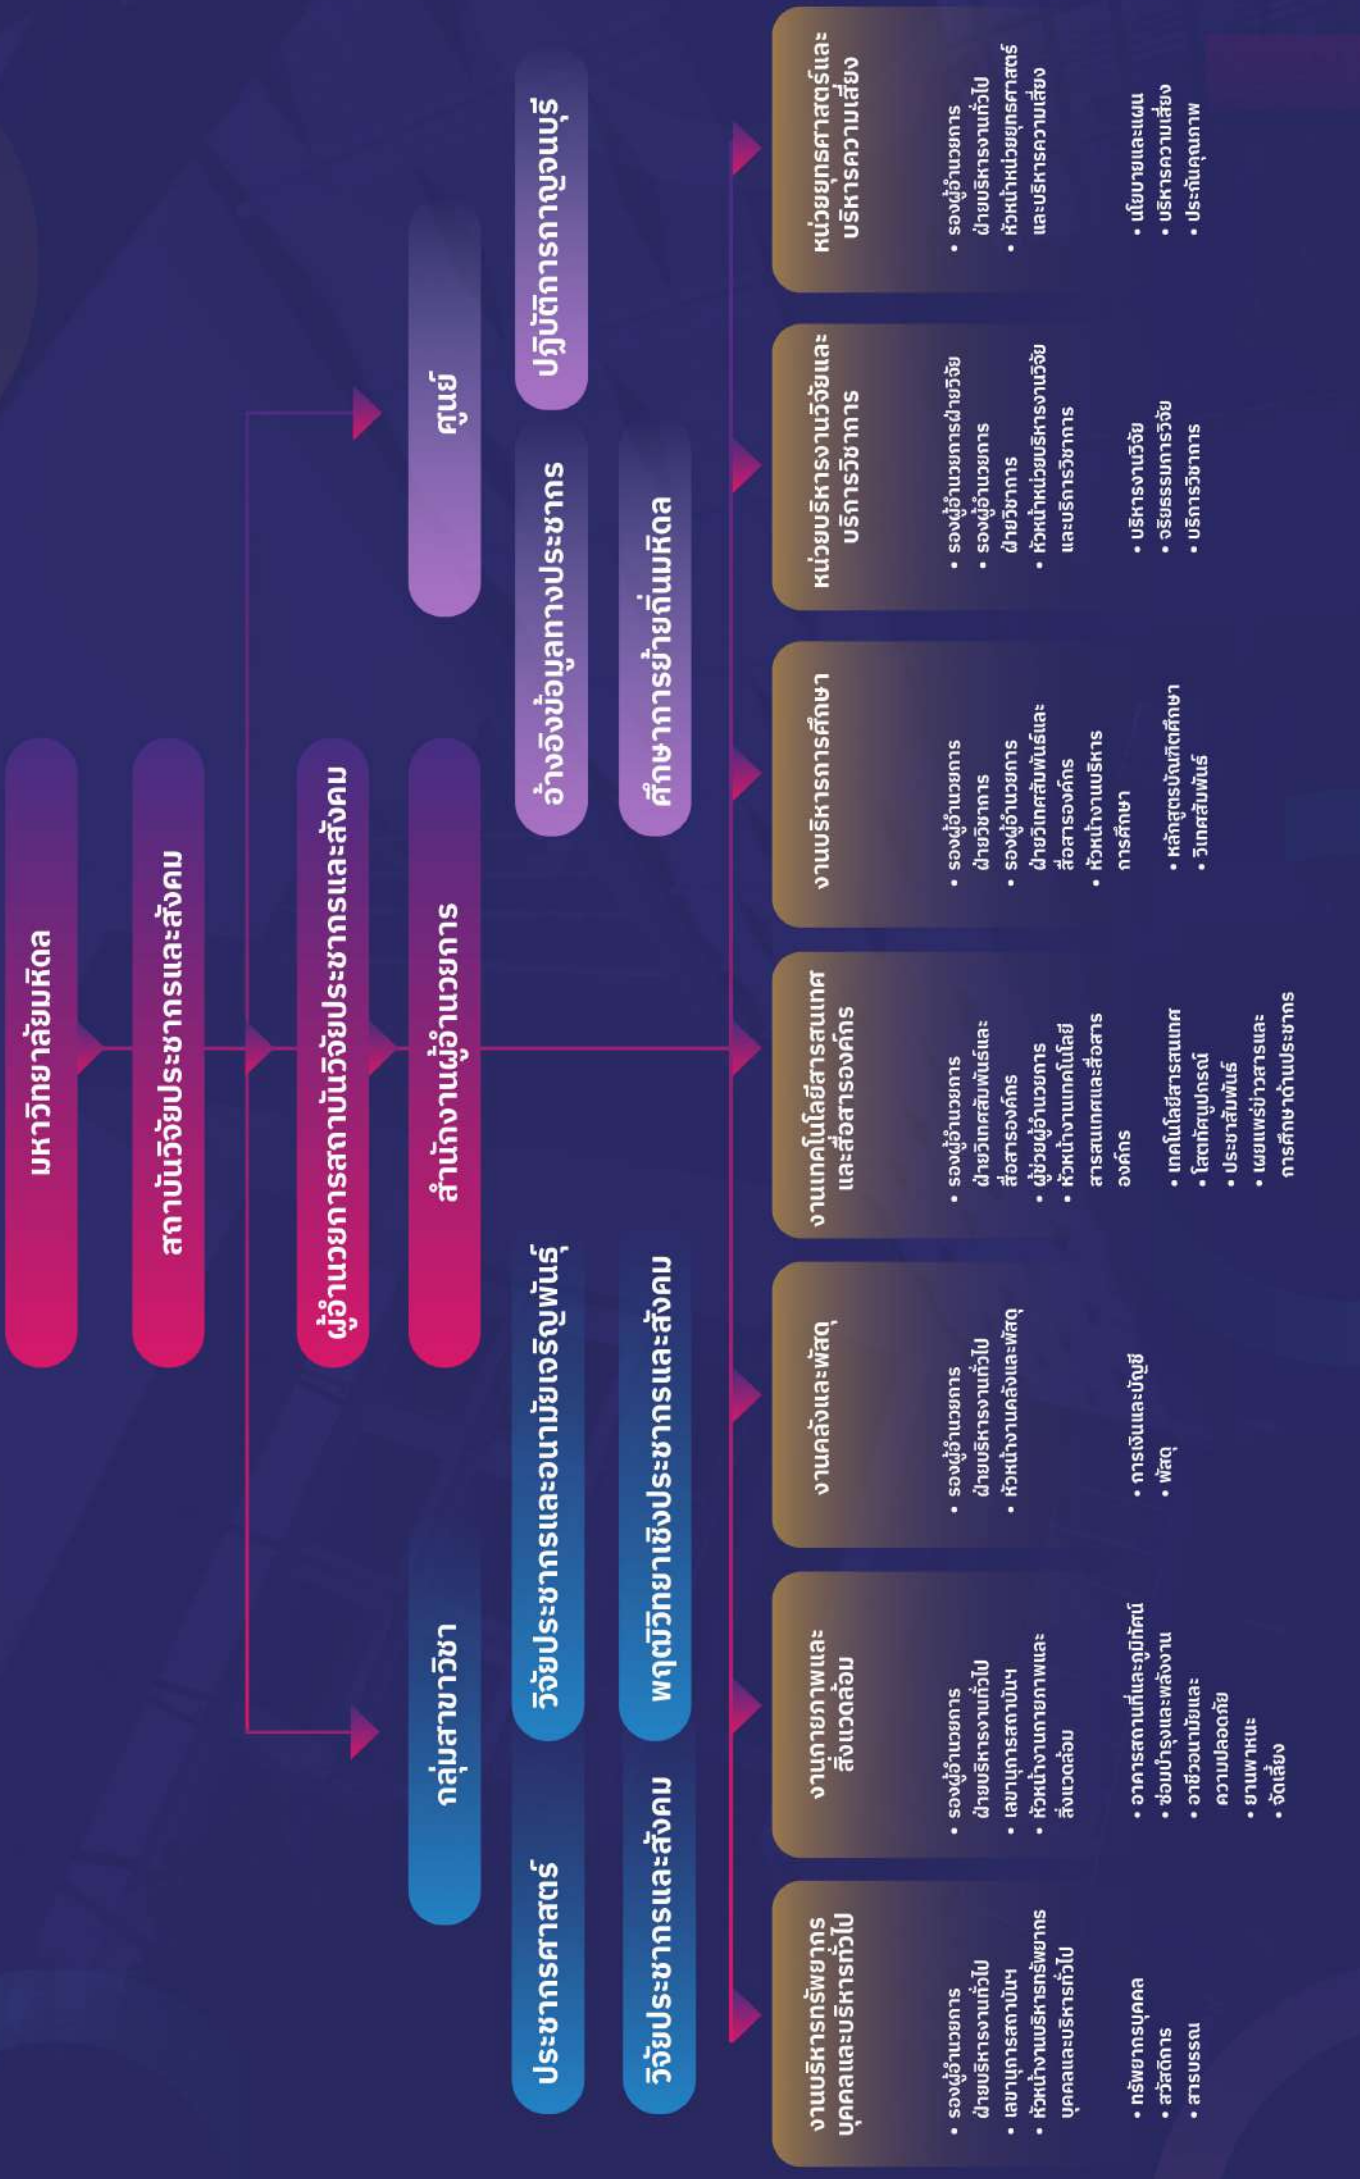 มหาวิทยาลัยมหิดล
สถาบันวิจัยประชากรและสังคม
ผู้อำนวยการสถาบันวิจัยประชากรและสังคม
กลุ่มสาขาวิชา
สำนักงานผู้อำนวยการ
ศูนย์
ประชากรศาสตร์
วิจัยประชากรและอนามัยเจริญพันธุ์
อ้างอิงข้อมูลทางประชากร
ปฏิบัติการกาญจนบุรี
วิจัยประชากรและสังคม
พฤฒิวิทยาเชิงประชากรและสังคม
ศึกษาการย้ายถิ่นมหิดล
งานบริหารทรัพยากร
บุคคลและบริหารทั่วไป
• รองผู้อำนวยการ
ฝ่ายบริหารงานทั่วไป
• เลขานุการสถาบันฯ
• หัวหน้างานบริหารทรัพยากร
บุคคลและบริหารทั่วไป
• ทรัพยากรบุคคล
• สวัสดิการ
• สารบรรณ
งานกายภาพและ
สิ่งแวดล้อม
• รองผู้อำนวยการ
ฝ่ายบริหารงานทั่วไป
• เลขานุการสถาบันฯ
• หัวหน้างานกายภาพและ
สิ่งแวดล้อม
• อาคารสถานที่และภูมิทัศน์
• ซ่อมบำรุงและพลังงาน
• อาชีวอนามัยและ
ความปลอดภัย
• ยานพาหนะ
• จัดเลี้ยง
งานคลังและพัสดุ
• รองผู้อำนวยการ
ฝ่ายบริหารงานทั่วไป
• หัวหน้างานคลังและพัสดุ
• การเงินและบัญชี
• พัสดุ
งานเทคโนโลยีสารสนเทศ
และสื่อสารองค์กร
• รองผู้อำนวยการ
ฝ่ายวิเทศสัมพันธ์และ
สื่อสารองค์กร
• ผู้ช่วยผู้อำนวยการ
• หัวหน้างานเทคโนโลยี
สารสนเทศและสื่อสาร
องค์กร
• เทคโนโลยีสารสนเทศ
• โสตทัศนูปกรณ์
• ประชาสัมพันธ์
• เผยแพร่ข่าวสารและ
การศึกษาด้านประชากร
งานบริหารการศึกษา
• รองผู้อำนวยการ
ฝ่ายวิชาการ
• รองผู้อำนวยการ
ฝ่ายวิเทศสัมพันธ์และ
สื่อสารองค์กร
• หัวหน้างานบริหาร
การศึกษา
• หลักสูตรบัณฑิตศึกษา
• วิเทศสัมพันธ์
หน่วยบริหารงานวิจัยและ
บริการวิชาการ
• รองผู้อำนวยการฝ่ายวิจัย
• รองผู้อำนวยการ
ฝ่ายวิชาการ
• หัวหน้าหน่วยบริหารงานวิจัย
และบริการวิชาการ
• บริหารงานวิจัย
• จริยธรรมการวิจัย
• บริการวิชาการ
หน่วยยุทธศาสตร์และ
บริหารความเสี่ยง
• รองผู้อำนวยการ
ฝ่ายบริหารงานทั่วไป
• หัวหน้าหน่วยยุทธศาสตร์
และบริหารความเสี่ยง
• นโยบายและแผน
• บริหารความเสี่ยง
• ประกันคุณภาพ